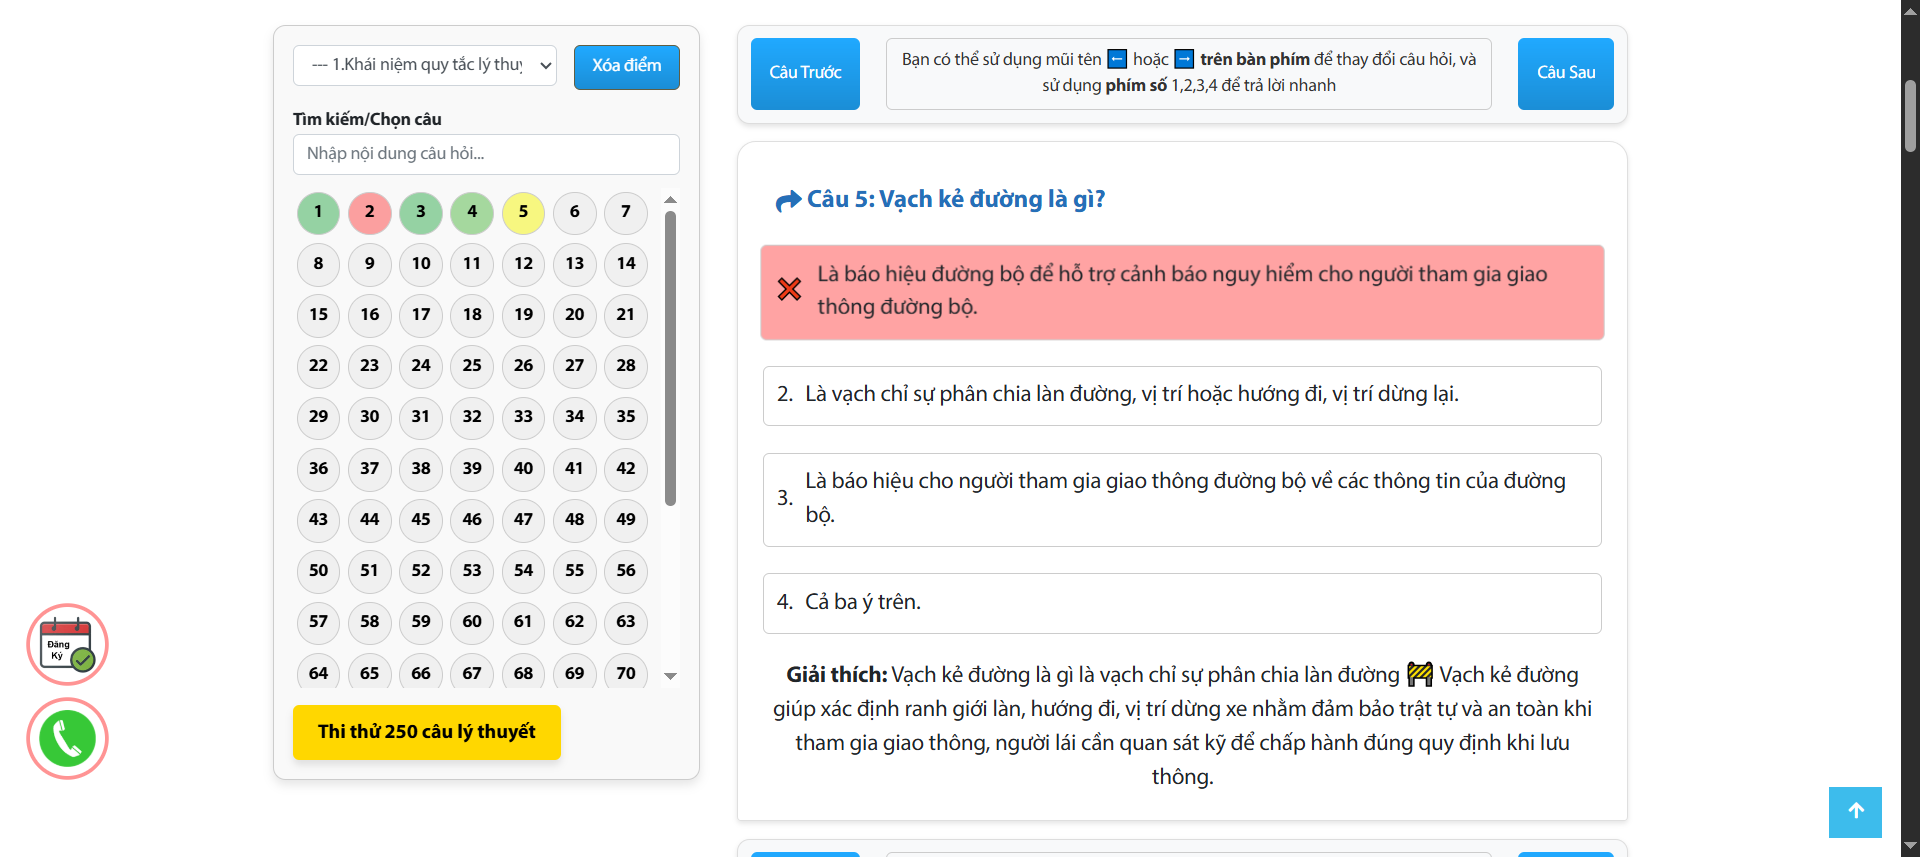 --- 1.Khái niệm quy tắc lý thuy
Xóa điểm
Tìm kiếm/Chọn câu
Nhập nội dung câu hỏi...
1 2 3 4 5 6 7
8 9 10 11 12 13 14
15 16 17 18 19 20 21
22 23 24 25 26 27 28
29 30 31 32 33 34 35
36 37 38 39 40 41 42
43 44 45 46 47 48 49
50 51 52 53 54 55 56
57 58 59 60 61 62 63
64 65 66 67 68 69 70
Thi thử 250 câu lý thuyết
Đăng
Ký
Câu Trước
Bạn có thể sử dụng mũi tên ← hoặc → trên bàn phím để thay đổi câu hỏi, và
sử dụng phím số 1,2,3,4 để trả lời nhanh
Câu Sau
Câu 5: Vạch kẻ đường là gì?
Là báo hiệu đường bộ để hỗ trợ cảnh báo nguy hiểm cho người tham gia giao
thông đường bộ.
2. Là vạch chỉ sự phân chia làn đường, vị trí hoặc hướng đi, vị trí dừng lại.
3. Là báo hiệu cho người tham gia giao thông đường bộ về các thông tin của đường
bộ.
4. Cả ba ý trên.
Giải thích: Vạch kẻ đường là gì là vạch chỉ sự phân chia làn đường 🚧 Vạch kẻ đường
giúp xác định ranh giới làn, hướng đi, vị trí dừng xe nhằm đảm bảo trật tự và an toàn khi
tham gia giao thông, người lái cần quan sát kỹ để chấp hành đúng quy định khi lưu
thông.